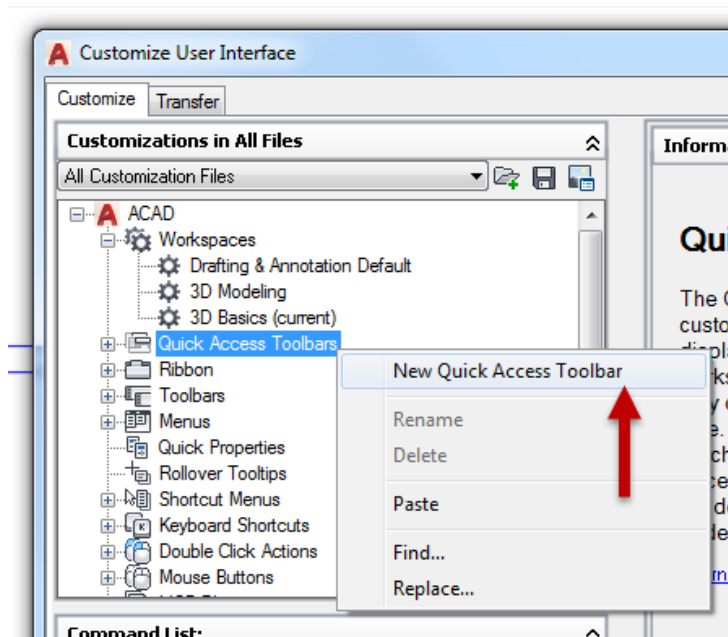 Customize User Interface
Customize
Transfer
Customizations in All Files
All Customization Files
ACAD
Workspaces
Drafting & Annotation Default
3D Modeling
3D Basics (current)
Quick Access Toolbars
Ribbon
Toolbars
Menus
Quick Properties
Rollover Tooltips
Shortcut Menus
Keyboard Shortcuts
Double Click Actions
Mouse Buttons
Command List:
New Quick Access Toolbar
Rename
Delete
Paste
Find...
Replace...
Inform
Qui
The
custo